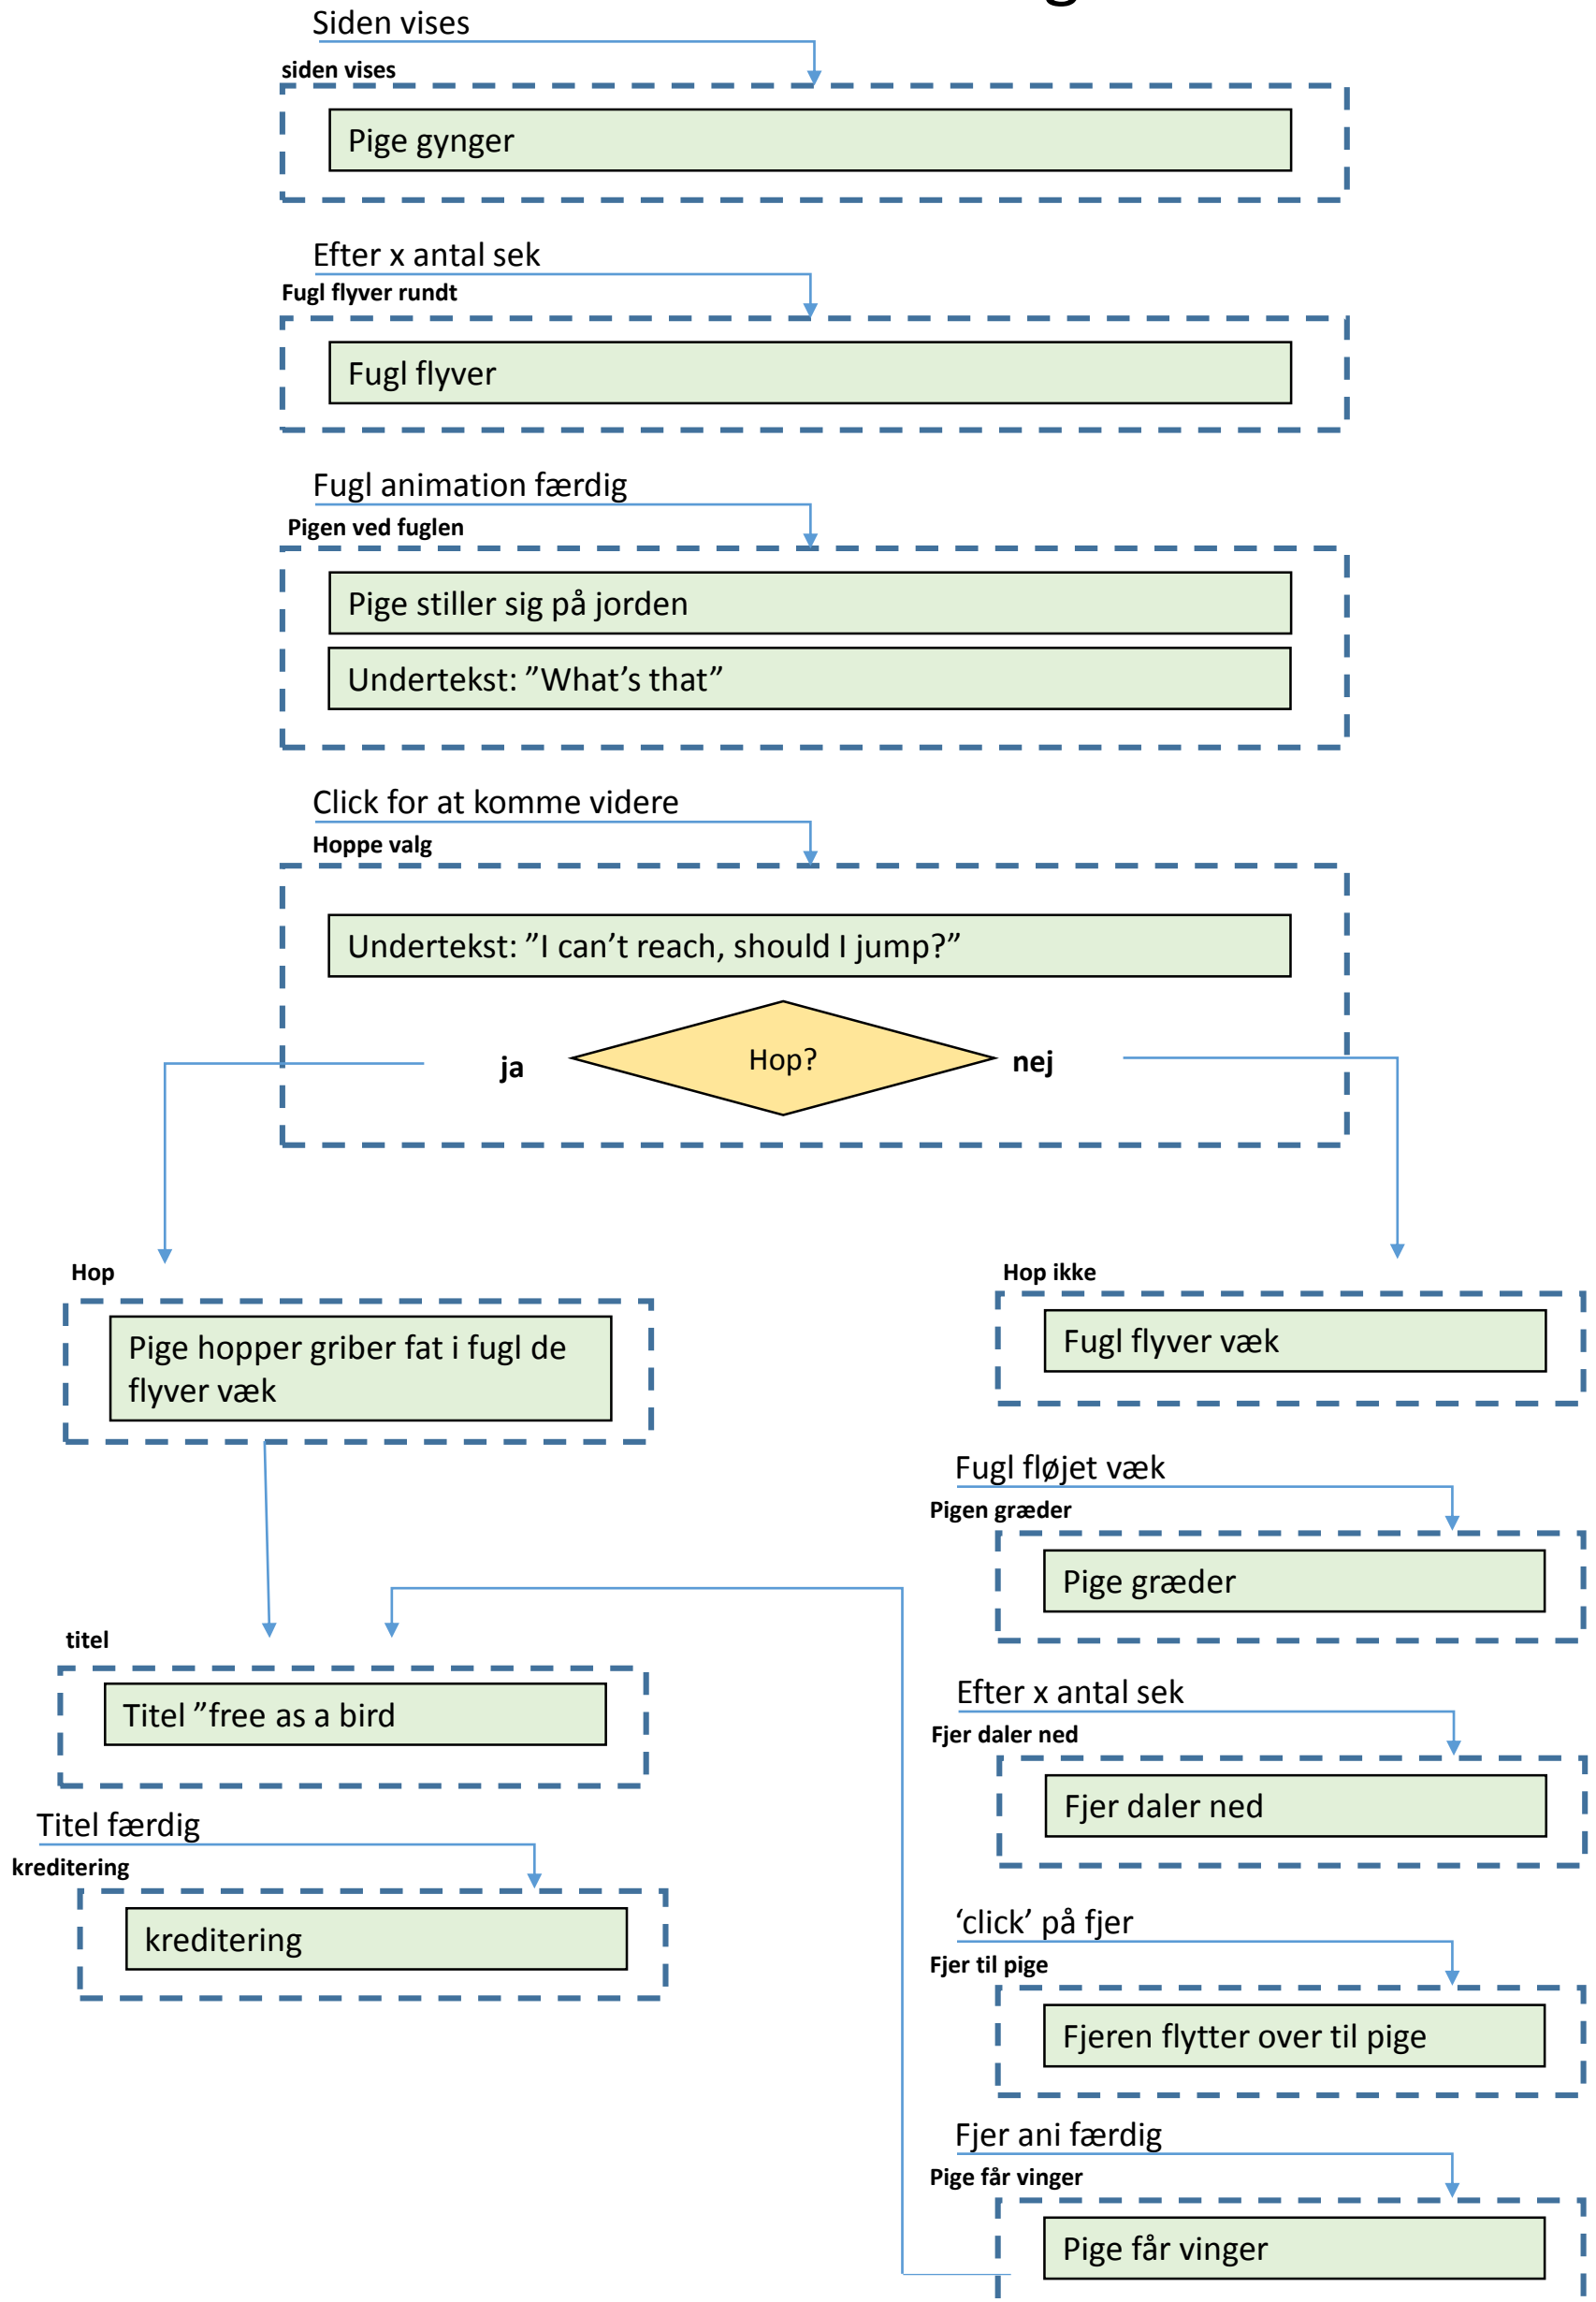 Siden vises
siden vises
Pige gynger
Efter x antal sek
Fugl flyver rundt
Fugl flyver
Fugl animation færdig
Pigen ved fuglen
Pige stiller sig på jorden
Undertekst: ”What’s that”
Click for at komme videre
Hoppe valg
Undertekst: ”I can’t reach, should I jump?”
ja
Hop?
nej
Hop
Pige hopper griber fat i fugl de
flyver væk
titel
Titel ”free as a bird
Titel færdig
kreditering
kreditering
Hop ikke
Fugl flyver væk
Fugl fløjet væk
Pigen græder
Pige græder
Efter x antal sek
Fjer daler ned
Fjer daler ned
‘click’ på fjer
Fjer til pige
Fjeren flytter over til pige
Fjer ani færdig
Pige får vinger
Pige får vinger